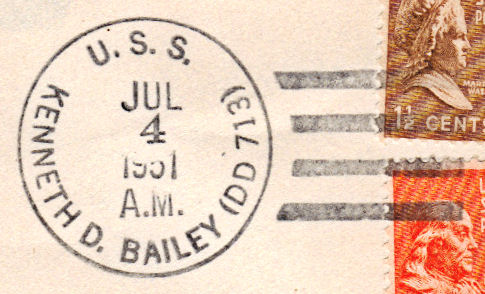 U. S. S.
KENNETH D. BAILEY (DD 713)
JUL
4
1951
A.M.
1½ CENTS